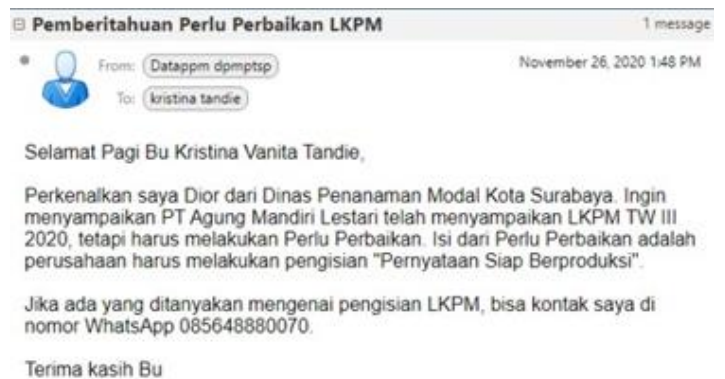 Pemberitahuan Perlu Perbaikan LKPM 1 message
From: Datappm dpmptsp November 26, 2020 1:48 PM
To: kristina tandie
Selamat Pagi Bu Kristina Vanita Tandie,
Perkenalkan saya Dior dari Dinas Penanaman Modal Kota Surabaya. Ingin
menyampaikan PT Agung Mandiri Lestari telah menyampaikan LKPM TW III
2020, tetapi harus melakukan Perlu Perbaikan. Isi dari Perlu Perbaikan adalah
perusahaan harus melakukan pengisian "Pernyataan Siap Berproduksi".
Jika ada yang ditanyakan mengenai pengisian LKPM, bisa kontak saya di
nomor WhatsApp 085648880070.
Terima kasih Bu